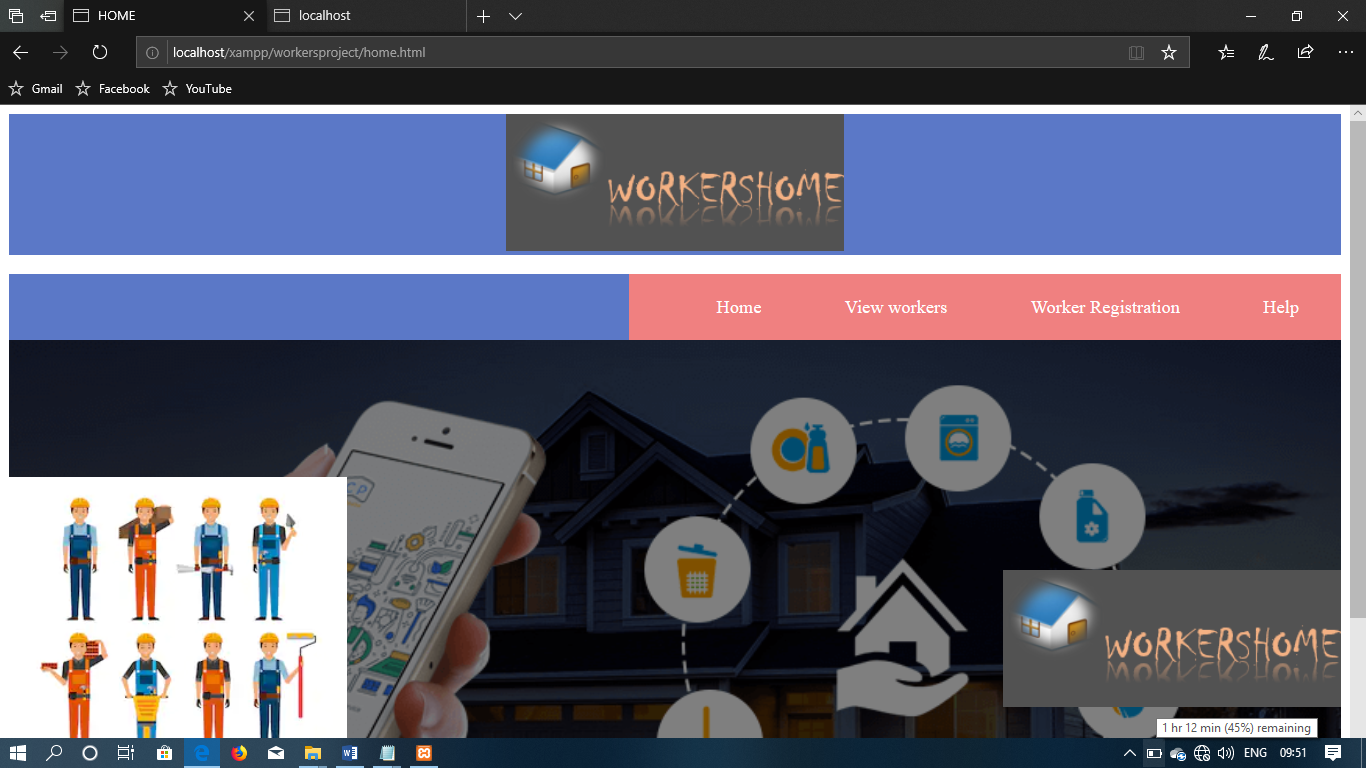 HOME
localhost
localhost/xampp/workersproject/home.html
Gmail
Facebook
YouTube
WORKERSHOME
Home
View workers
Worker Registration
Help
WORKERSHOME
1 hr 12 min (45%) remaining
ENG
09:51